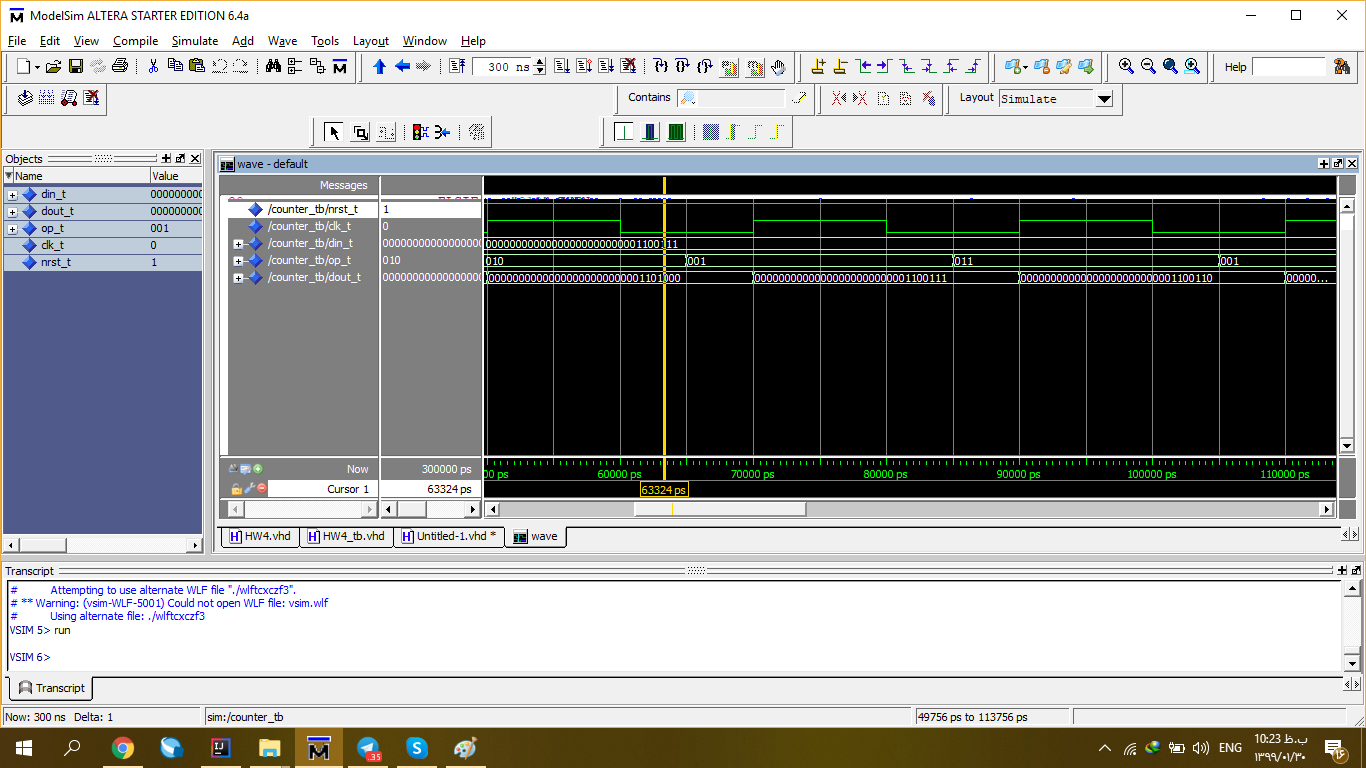 ModelSim ALTERA STARTER EDITION 6.4a
File Edit View Compile Simulate Add Wave Tools Layout Window Help
300 ns
Help
Contains
Layout Simulate
Objects
Name Value
din_t 000000000
dout_t 000000000
op_t 001
clk_t 0
nrst_t 1
wave - default
Messages
/counter_tb/nrst_t 1
/counter_tb/clk_t 0
/counter_tb/din_t 0000000000000000
00000000000000000000000001100111
/counter_tb/op_t 010
010 001 011 001
/counter_tb/dout_t 0000000000000000
00000000000000000000000001101000 00000000000000000000000001100111 00000000000000000000000001100110 00000...
Now 300000 ps
00 ps 60000 ps 70000 ps 80000 ps 90000 ps 100000 ps 110000 ps
Cursor 1 63324 ps
63324 ps
HW4.vhd HW4_tb.vhd Untitled-1.vhd * wave
Transcript
# Attempting to use alternate WLF file "./wlftcxczf3".
# ** Warning: (vsim-WLF-5001) Could not open WLF file: vsim.wlf
# Using alternate file: ./wlftcxczf3
VSIM 5> run
VSIM 6>
Transcript
Now: 300 ns Delta: 1 sim:/counter_tb 49756 ps to 113756 ps
.35
ENG
10:23 ب.ظ
۱۳۹۹/۰۱/۳۰